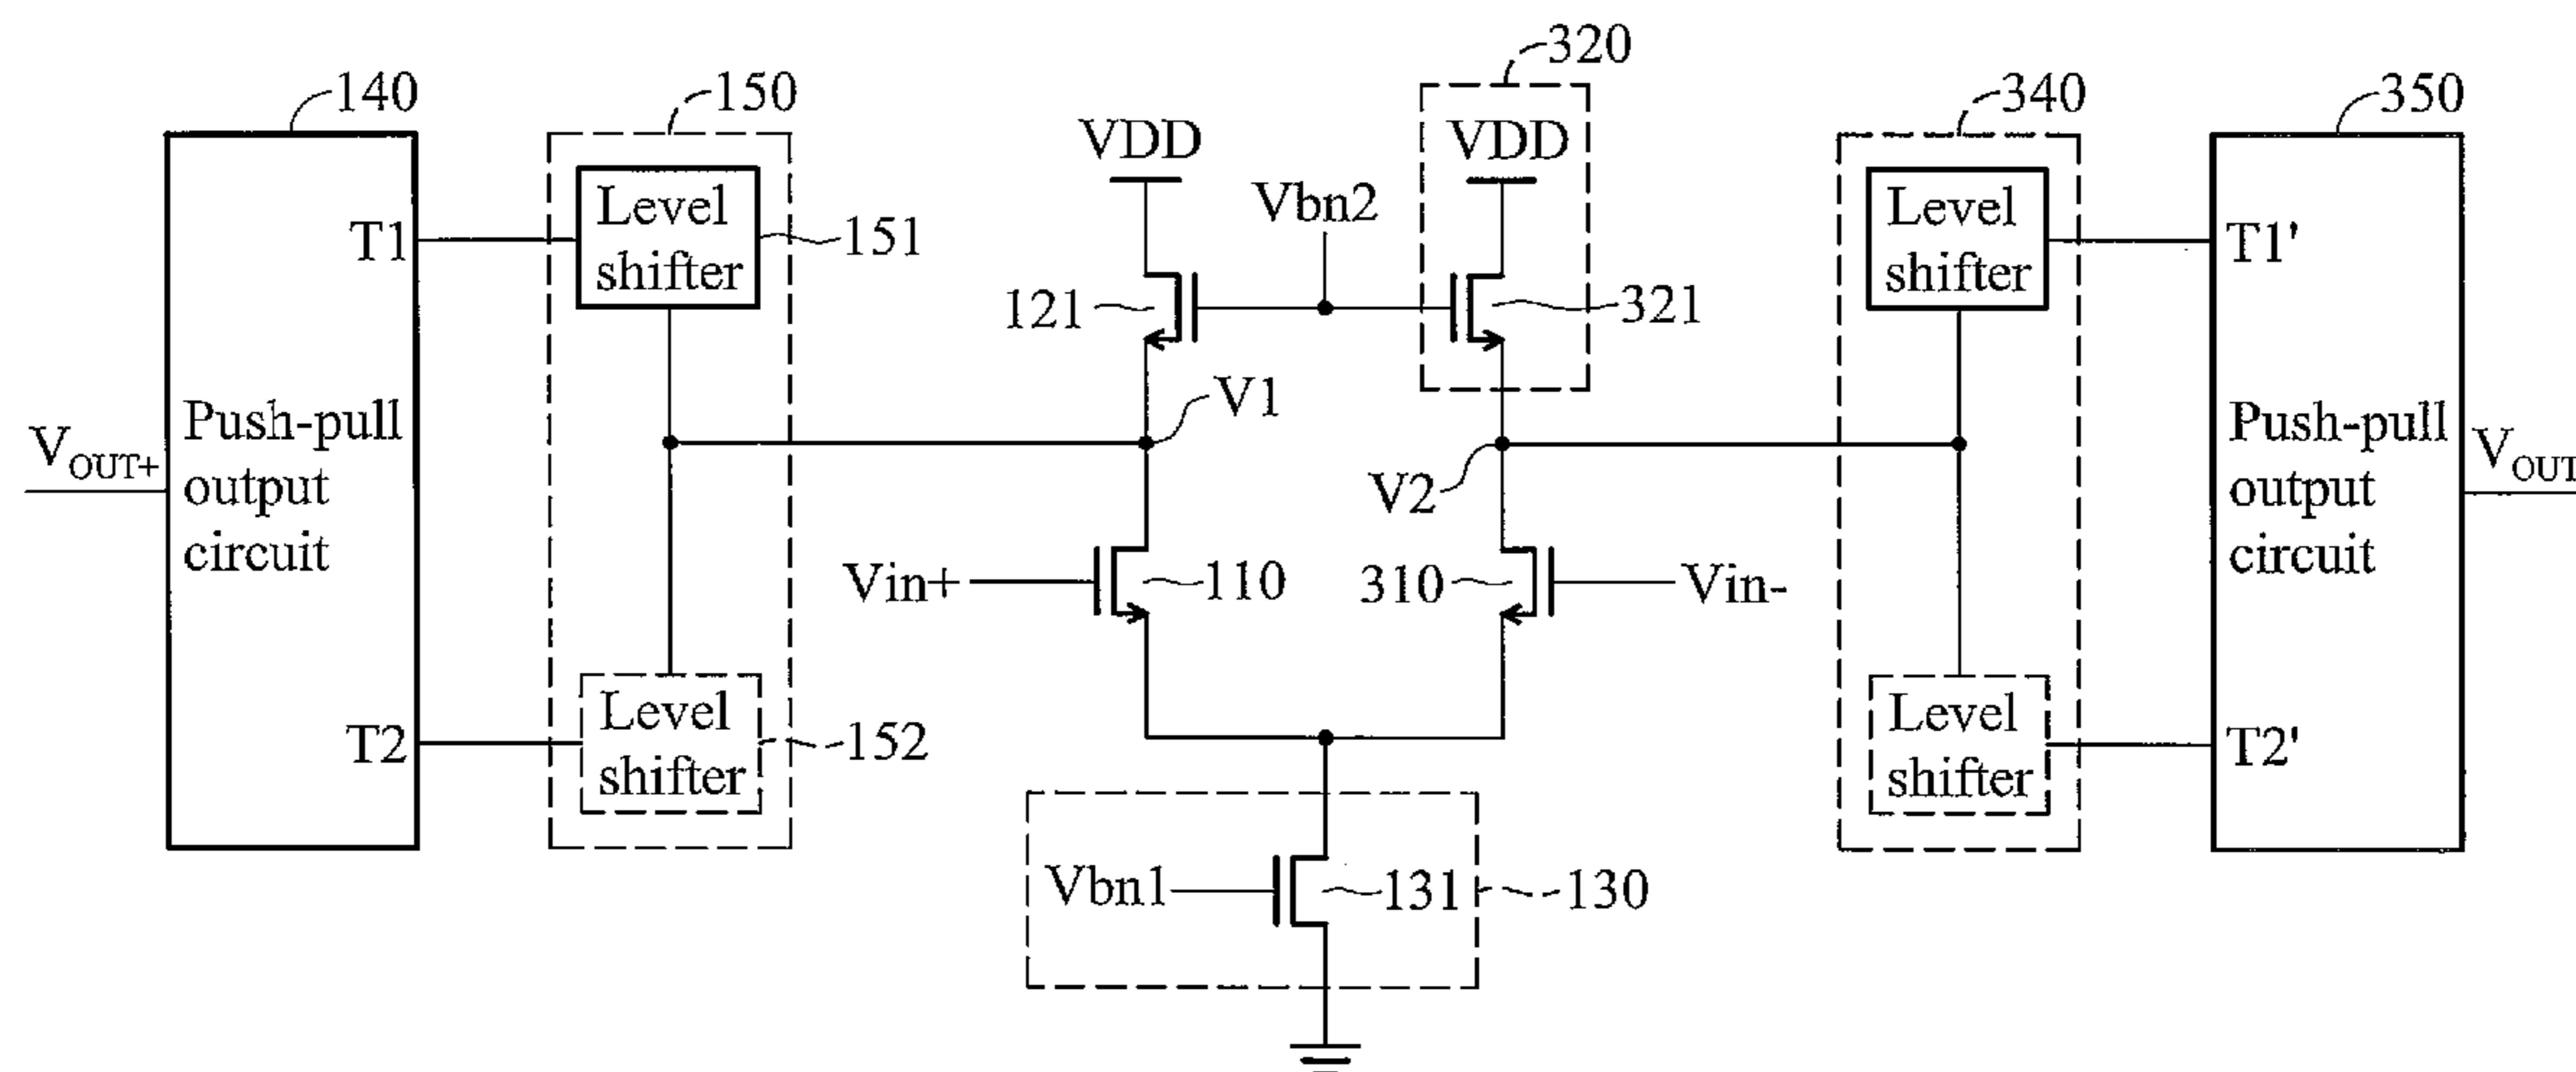 140
150
320
340
350
VDD
VDD
Vbn2
T1
Level
shifter
151
121
321
Level
shifter
T1'
V1
V2
V_OUT+
Push-pull
output
circuit
Push-pull
output
circuit
V_OUT
Vin+
110
310
Vin-
T2
Level
shifter
152
Level
shifter
T2'
Vbn1
131
130